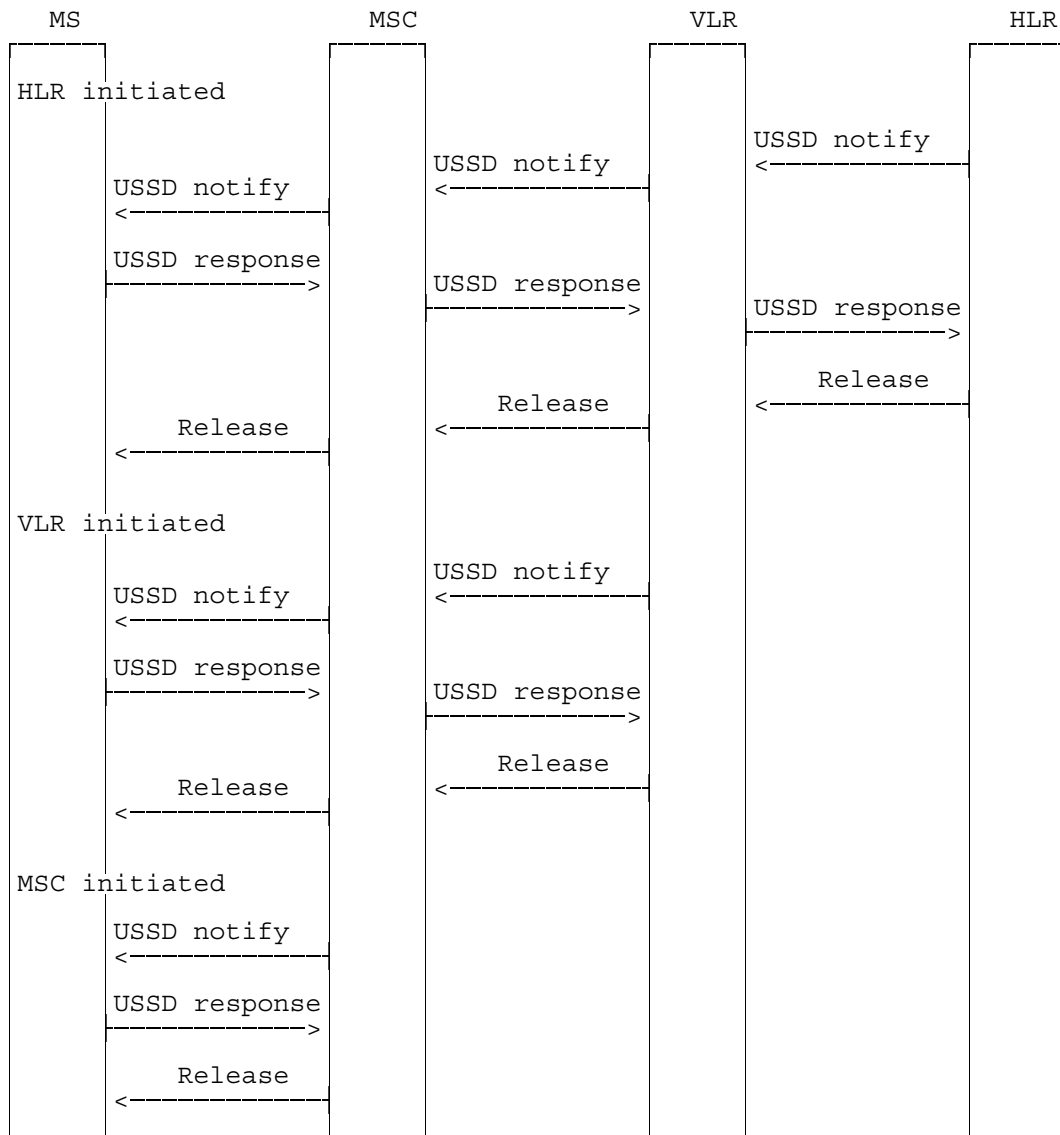 MS MSC VLR HLR
HLR initiated
USSD notify
USSD notify
USSD notify
USSD response
USSD response
USSD response
Release
Release
Release
VLR initiated
USSD notify
USSD notify
USSD response
USSD response
Release
Release
MSC initiated
USSD notify
USSD response
Release